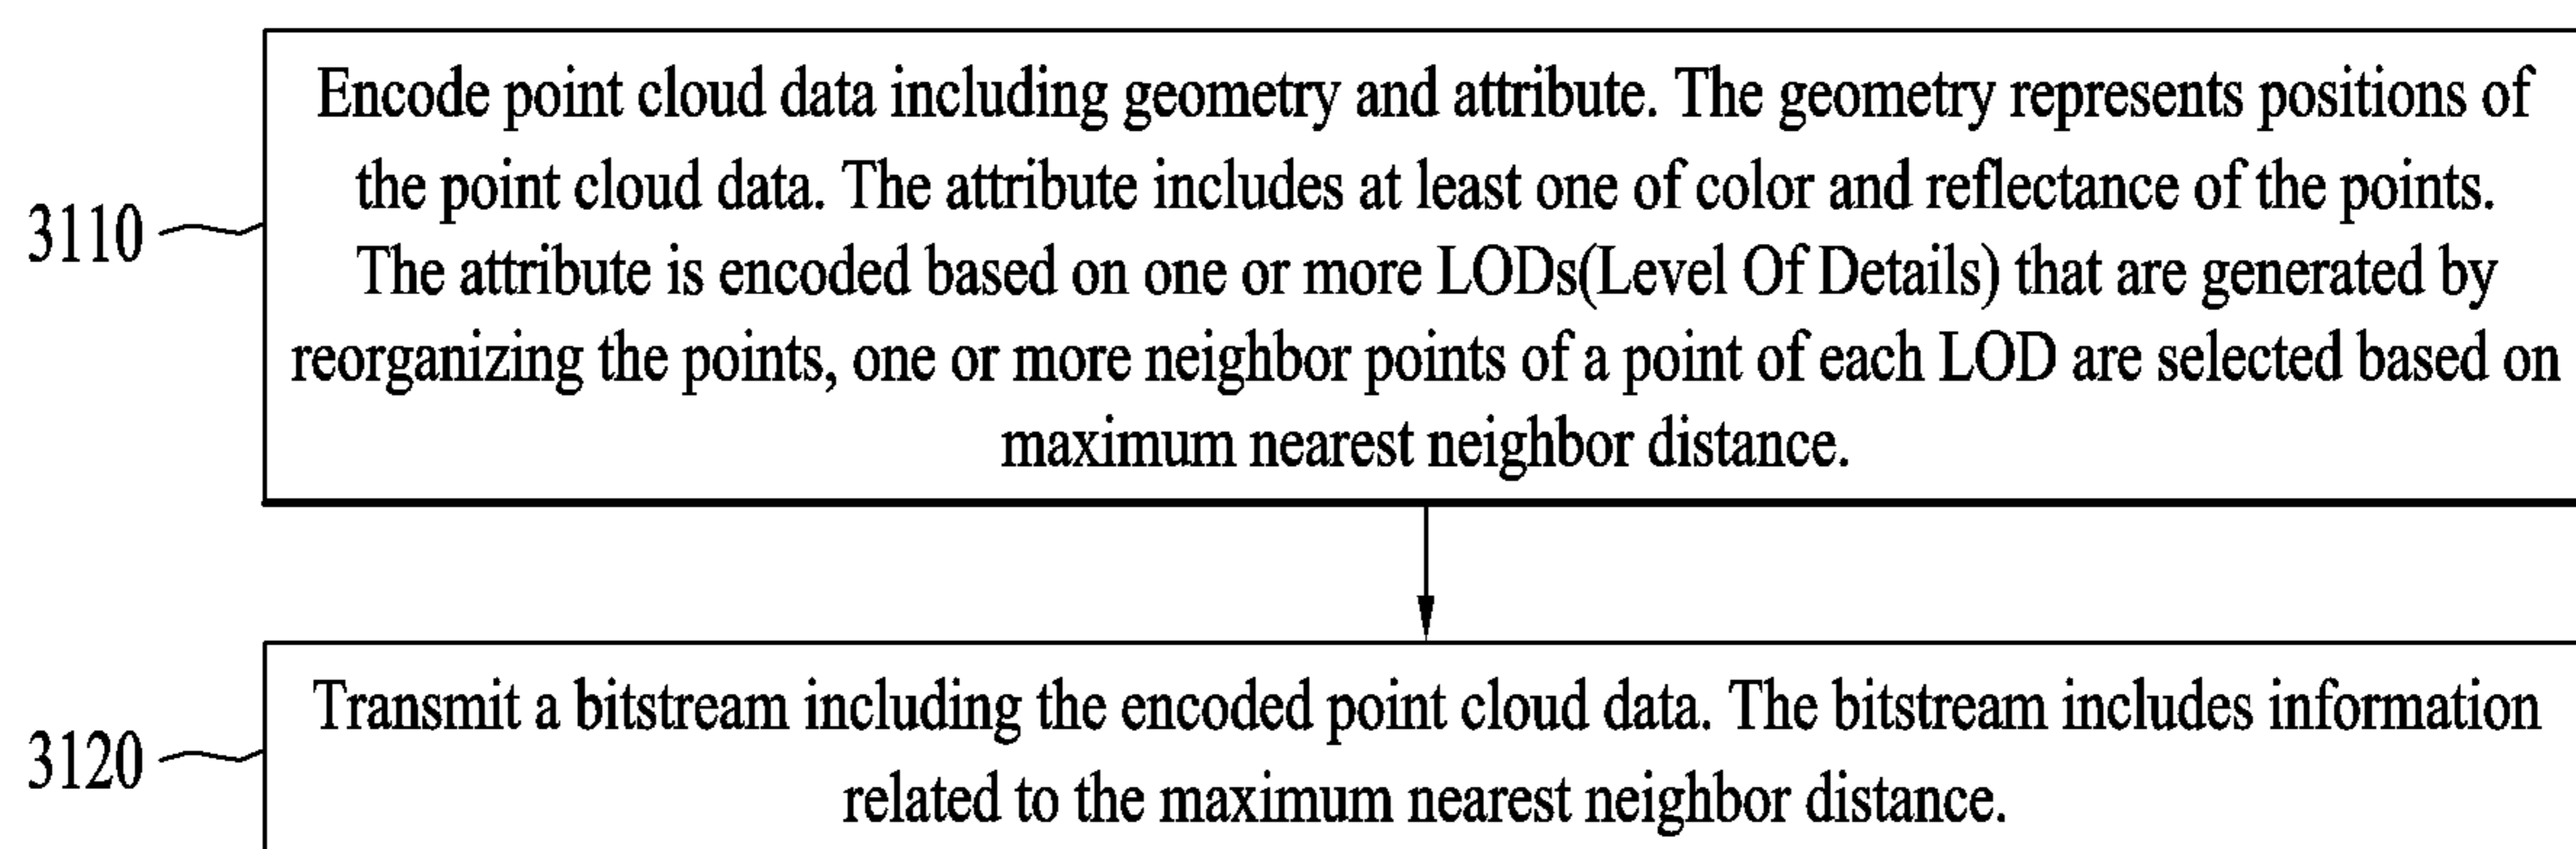 Encode point cloud data including geometry and attribute. The geometry represents positions of
the point cloud data. The attribute includes at least one of color and reflectance of the points.
3110
The attribute is encoded based on one or more LODs(Level Of Details) that are generated by
reorganizing the points, one or more neighbor points of a point of each LOD are selected based on
maximum nearest neighbor distance.
Transmit a bitstream including the encoded point cloud data. The bitstream includes information
3120
related to the maximum nearest neighbor distance.